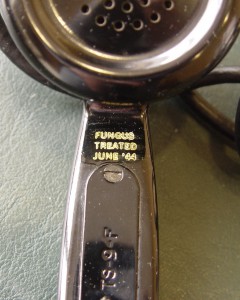 FUNGUS
TREATED
JUNE '44
TS-9-F